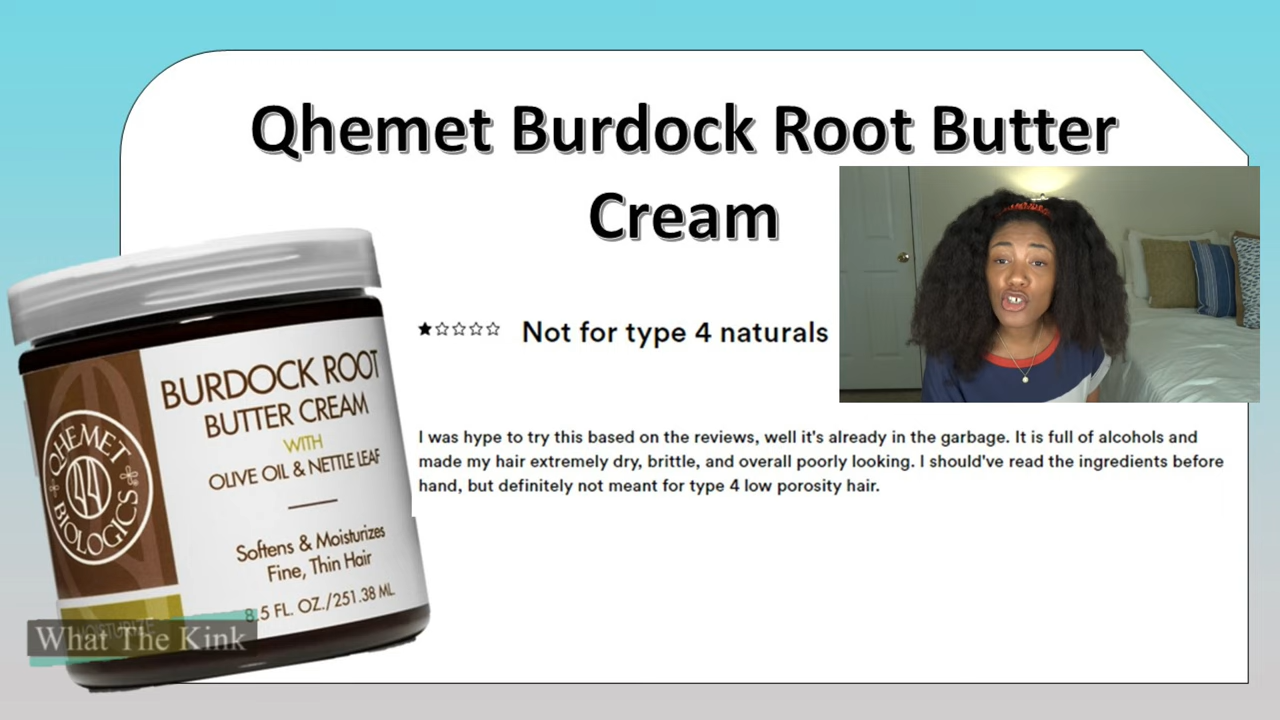 Qhemet Burdock Root Butter
Cream
Not for type 4 naturals
I was hype to try this based on the reviews, well it's already in the garbage. It is full of alcohols and
made my hair extremely dry, brittle, and overall poorly looking. I should've read the ingredients before
hand, but definitely not meant for type 4 low porosity hair.
BURDOCK ROOT
BUTTER CREAM
WITH
OLIVE OIL & NETTLE LEAF
QHEMET
BIOLOGICS
Softens & Moisturizes
Fine, Thin Hair
8.5 FL. OZ./251.38 ML
MOISTURIZE
What The Kink